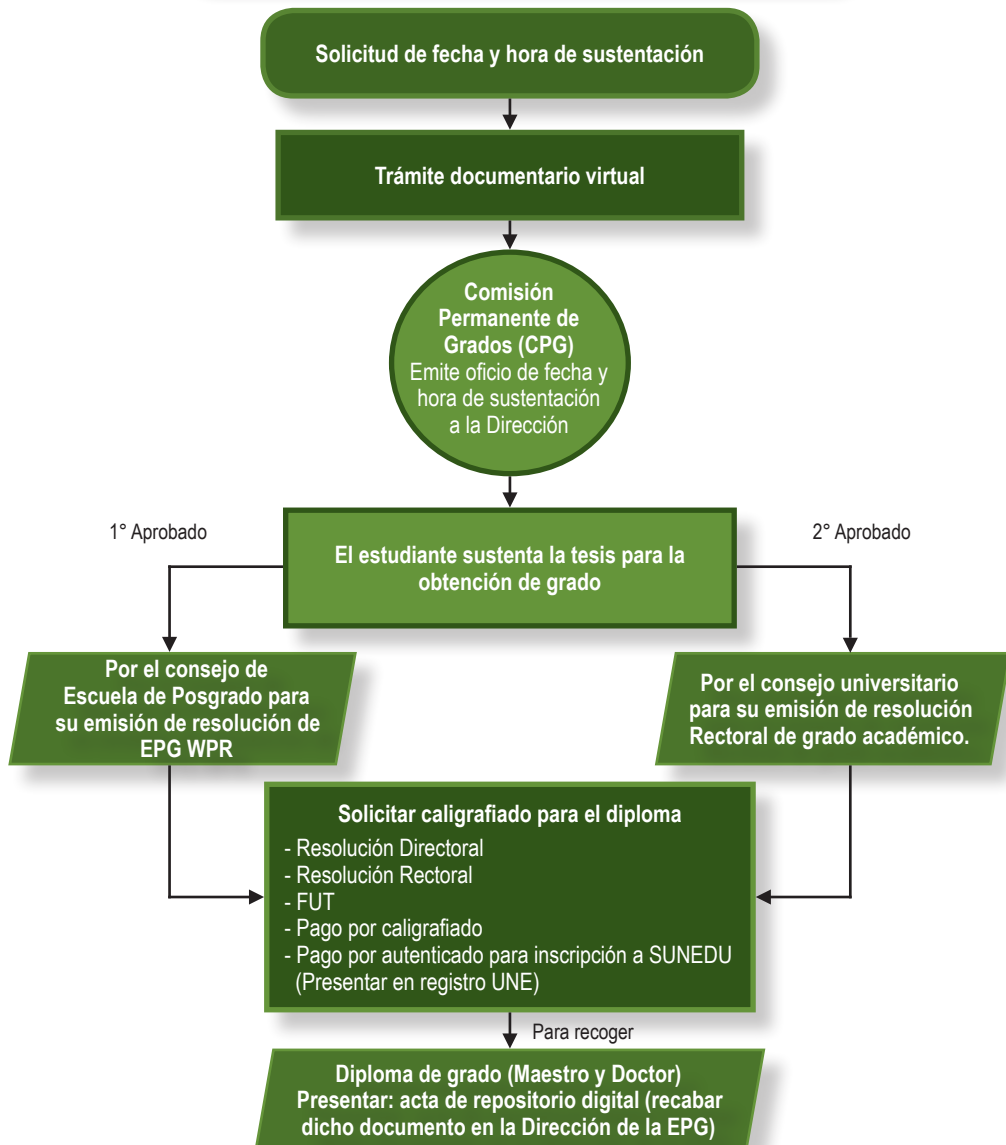 Solicitud de fecha y hora de sustentación
Trámite documentario virtual
Comisión
Permanente de
Grados (CPG)
Emite oficio de fecha y
hora de sustentación
a la Dirección
1° Aprobado
2° Aprobado
El estudiante sustenta la tesis para la
obtención de grado
Por el consejo de
Escuela de Posgrado para
su emisión de resolución de
EPG WPR
Por el consejo universitario
para su emisión de resolución
Rectoral de grado académico.
Solicitar caligrafiado para el diploma
- Resolución Directoral
- Resolución Rectoral
- FUT
- Pago por caligrafiado
- Pago por autenticado para inscripción a SUNEDU
(Presentar en registro UNE)
Para recoger
Diploma de grado (Maestro y Doctor)
Presentar: acta de repositorio digital (recabar
dicho documento en la Dirección de la EPG)